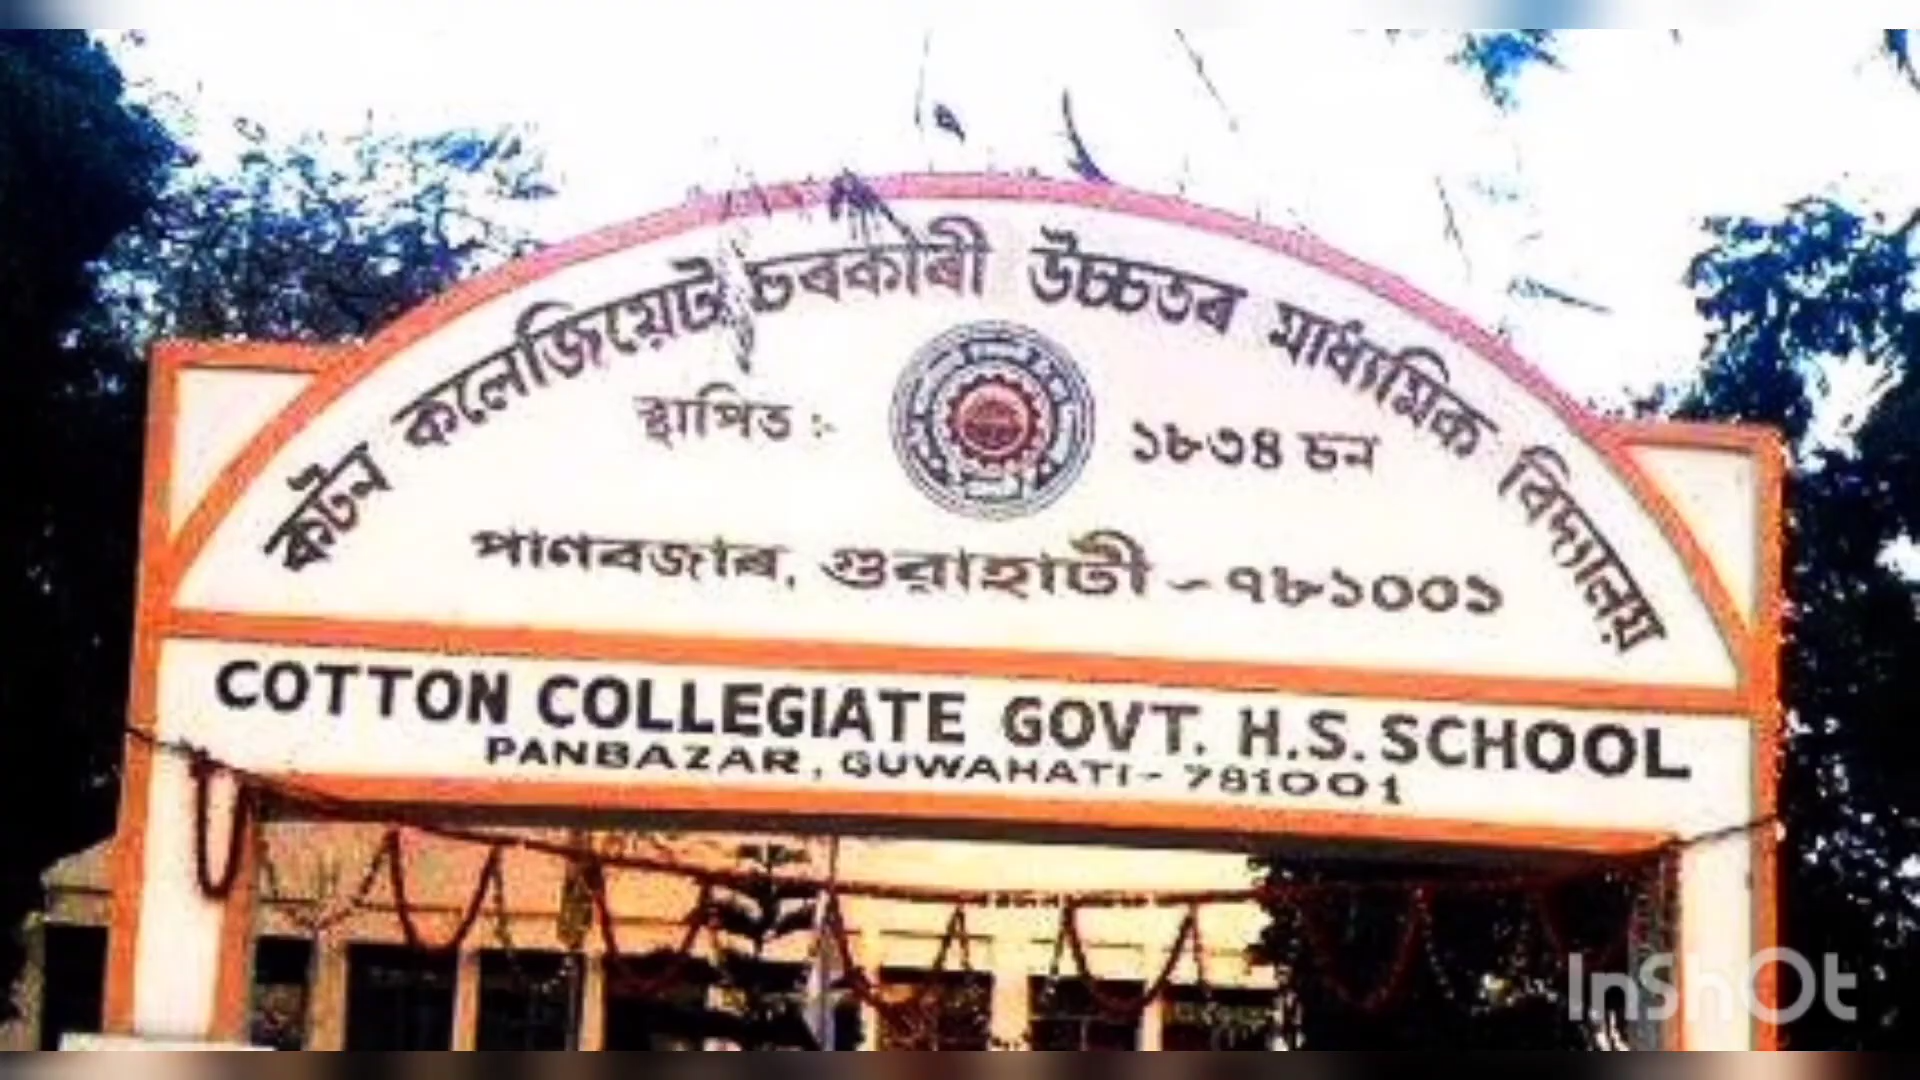 কটন কলেজিয়েট চৰকাৰী উচ্চতৰ মাধ্যমিক বিদ্যালয়
স্থাপিত :- ১৮৩৪ চন
পাণবজাৰ, গুৱাহাটী - ৭৮১০০১
COTTON COLLEGIATE GOVT. H.S. SCHOOL
PANBAZAR, GUWAHATI - 781001
InShOt